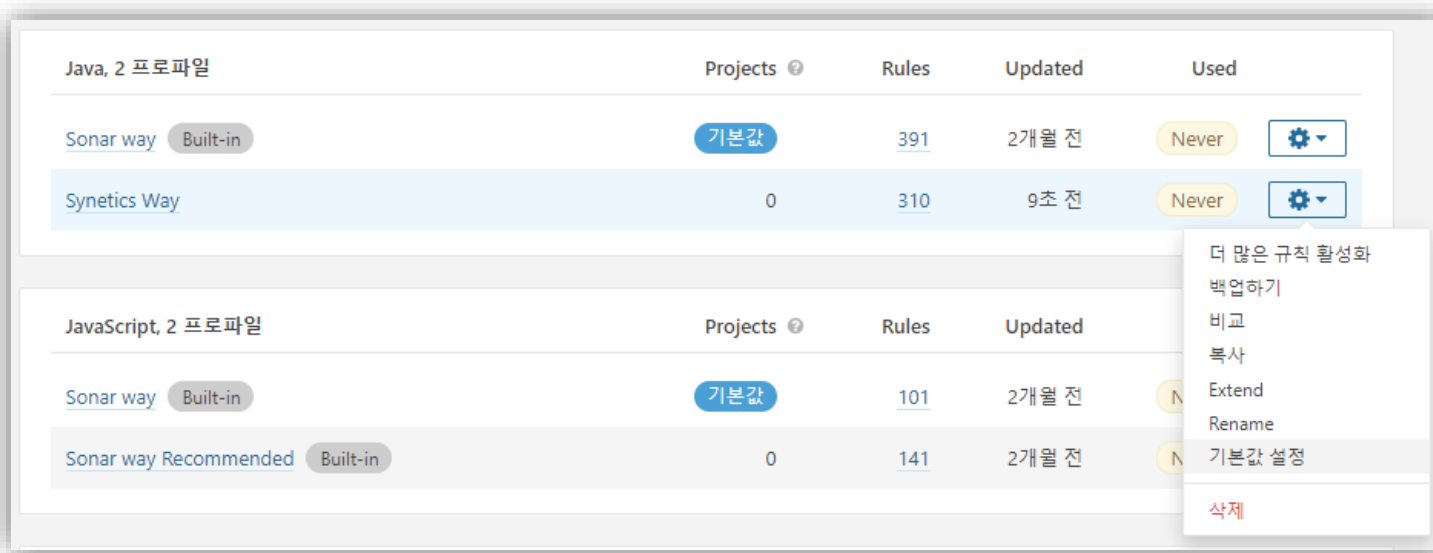 Java, 2 프로파일 Projects Rules Updated Used
Sonar way Built-in 기본값 391 2개월 전 Never
Synetics Way 0 310 9초 전 Never
더 많은 규칙 활성화
백업하기
비교
복사
Extend
Rename
기본값 설정
삭제
JavaScript, 2 프로파일 Projects Rules Updated
Sonar way Built-in 기본값 101 2개월 전
Sonar way Recommended Built-in 0 141 2개월 전